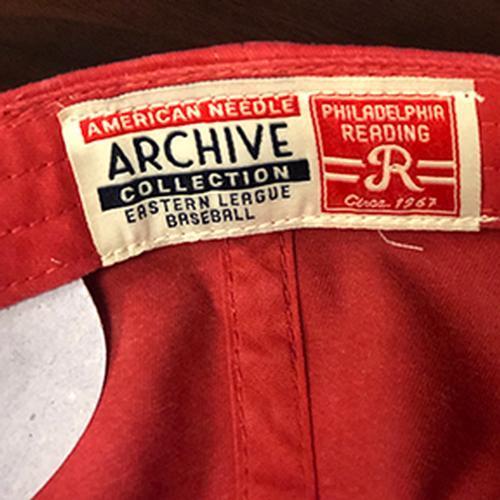 AMERICAN NEEDLE
ARCHIVE
COLLECTION
EASTERN LEAGUE
BASEBALL
PHILADELPHIA
READING
R
Circa. 1967